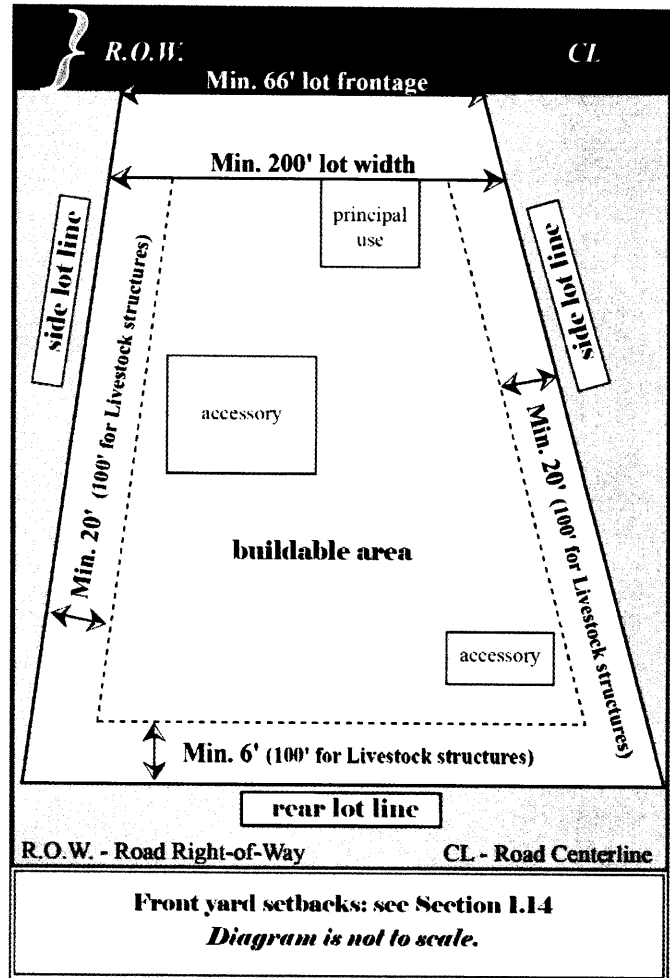 R.O.W. CL
Min. 66' lot frontage
Min. 200' lot width
principal
use
side lot line
side lot line
Min. 20' (100' for Livestock structures)
accessory
Min. 20' (100' for Livestock structures)
buildable area
accessory
Min. 6' (100' for Livestock structures)
rear lot line
R.O.W. - Road Right-of-Way CL - Road Centerline
Front yard setbacks: see Section 1.14
Diagram is not to scale.